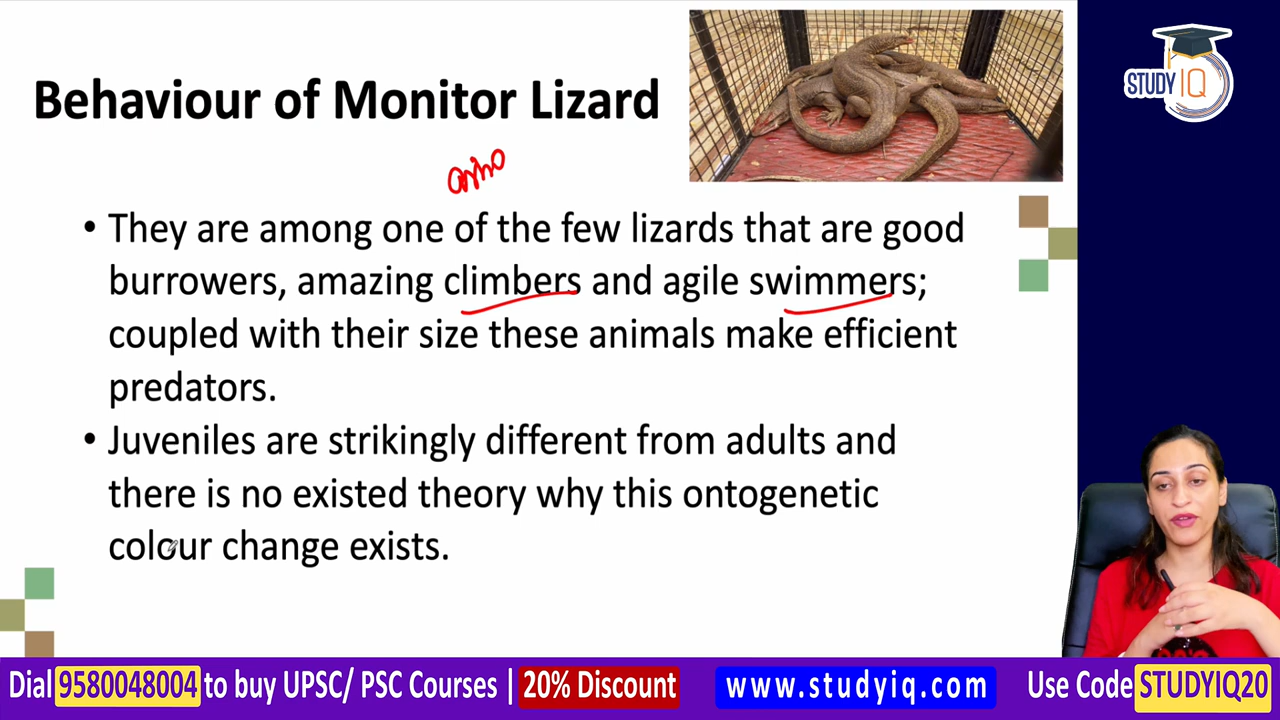 Behaviour of Monitor Lizard
STUDY IQ
• They are among one of the few lizards that are good
burrowers, amazing climbers and agile swimmers;
coupled with their size these animals make efficient
predators.
• Juveniles are strikingly different from adults and
there is no existed theory why this ontogenetic
colour change exists.
Dial 9580048004 to buy UPSC/ PSC Courses | 20% Discount www.studyiq.com Use Code STUDYIQ20